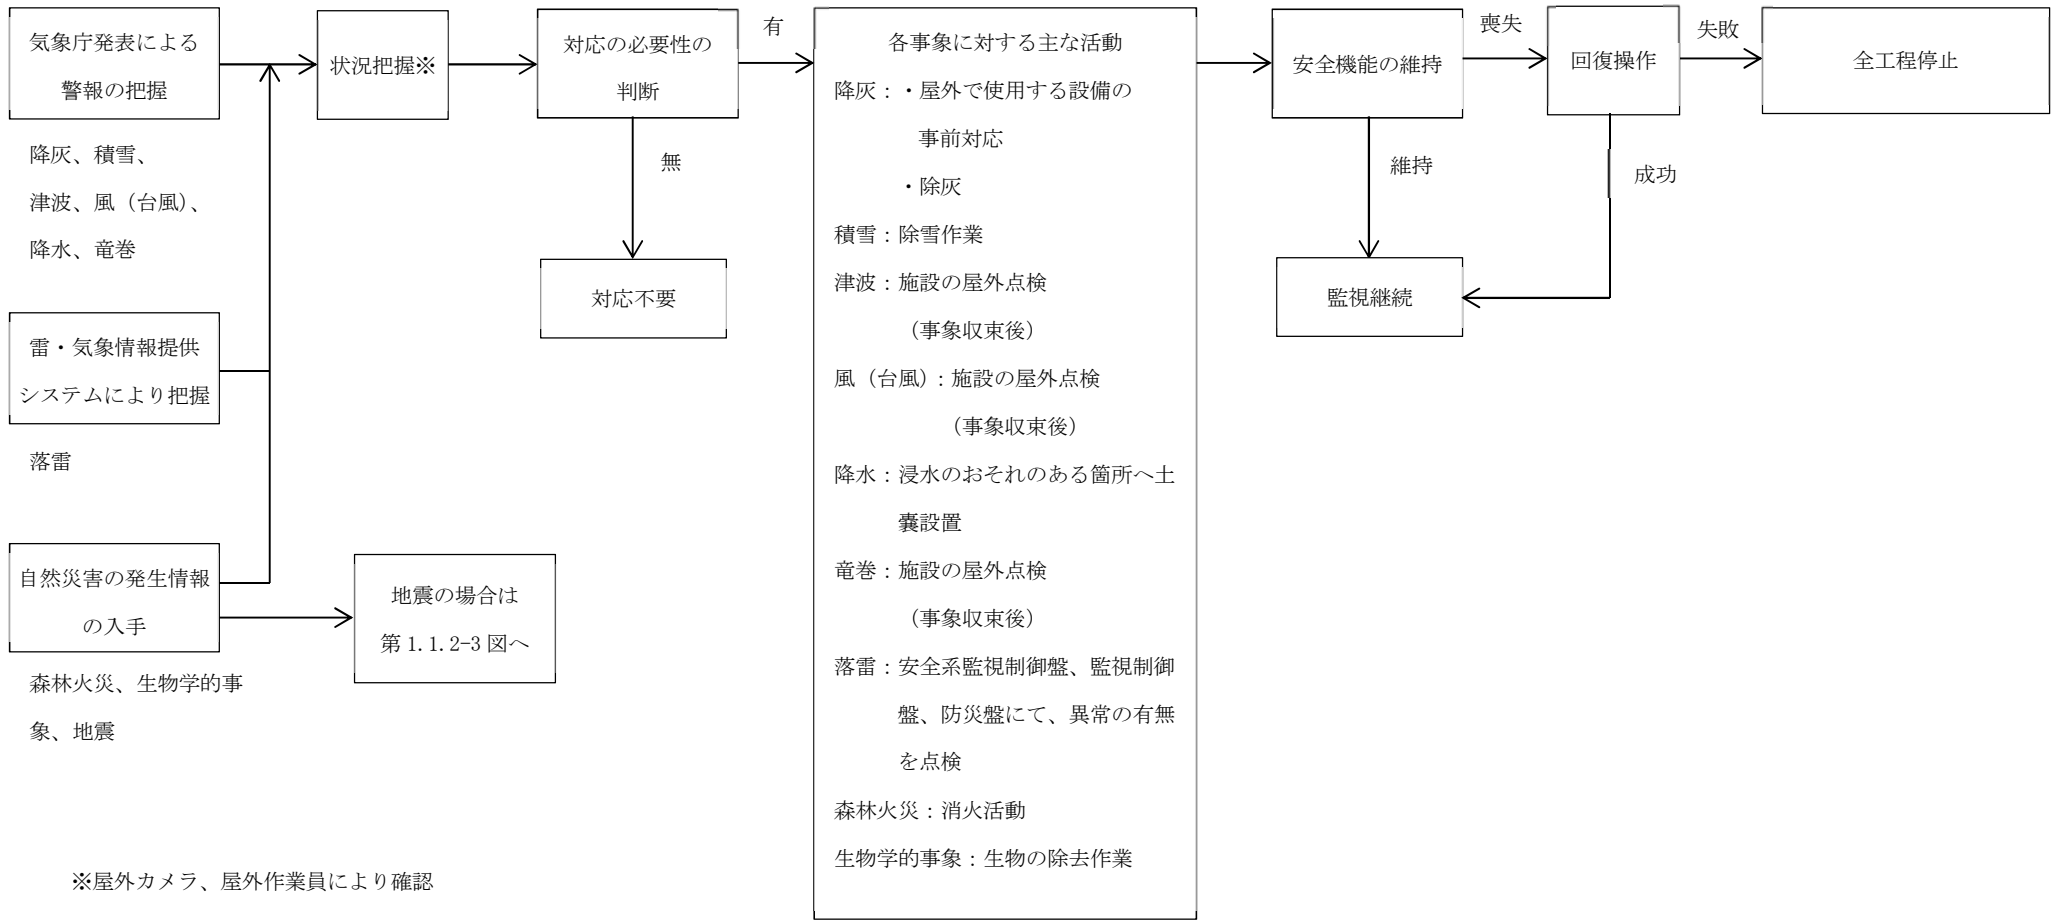 気象庁発表による
警報の把握
降灰、積雪、
津波、風（台風）、
降水、竜巻
雷・気象情報提供
システムにより把握
落雷
自然災害の発生情報
の入手
森林火災、生物学的事
象、地震
地震の場合は
第 1.1.2-3 図へ
状況把握※
対応の必要性の
判断
有
無
対応不要
各事象に対する主な活動
降灰：・屋外で使用する設備の
事前対応
・除灰
積雪：除雪作業
津波：施設の屋外点検
（事象収束後）
風（台風）：施設の屋外点検
（事象収束後）
降水：浸水のおそれのある箇所へ土
嚢設置
竜巻：施設の屋外点検
（事象収束後）
落雷：安全系監視制御盤、監視制御
盤、防災盤にて、異常の有無
を点検
森林火災：消火活動
生物学的事象：生物の除去作業
安全機能の維持
喪失
維持
監視継続
回復操作
失敗
成功
全工程停止
※屋外カメラ、屋外作業員により確認